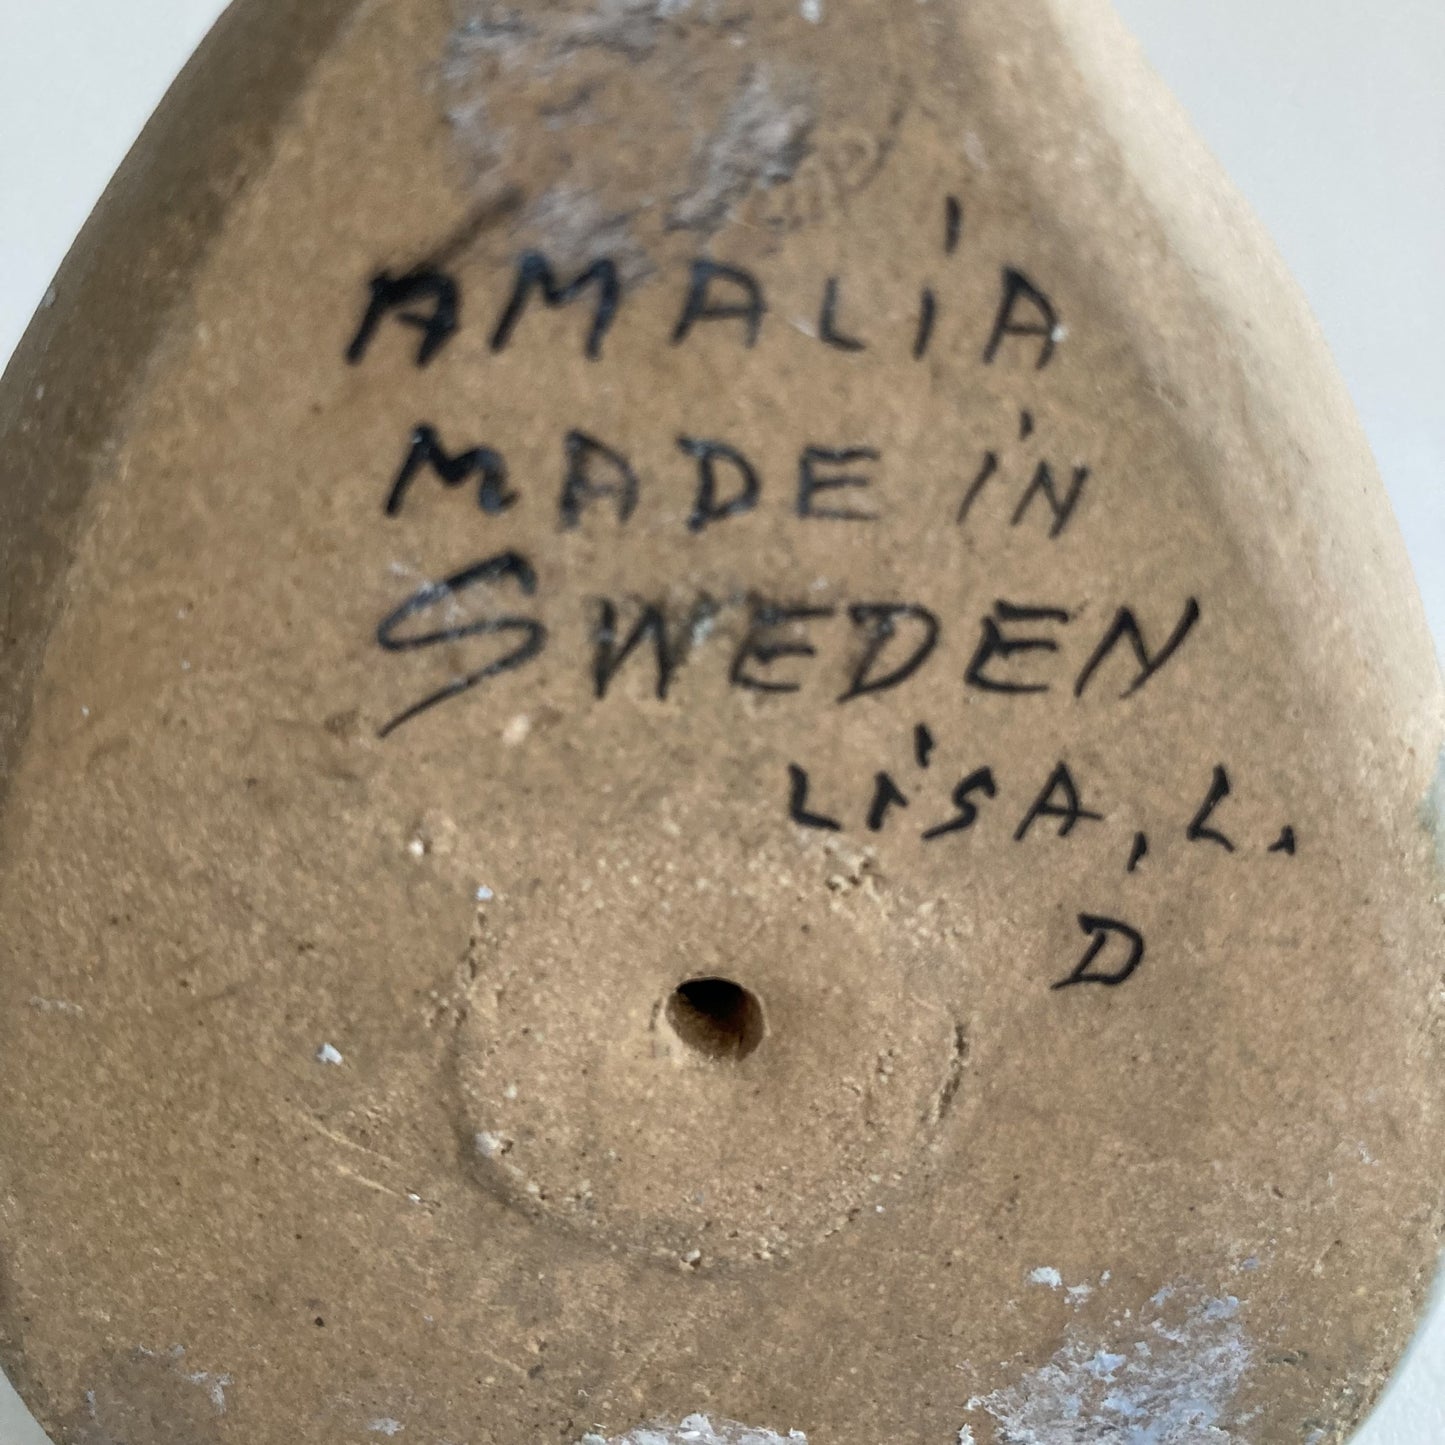 AMALiA
MADE iN
SWEDEN
LiSA, L.
D